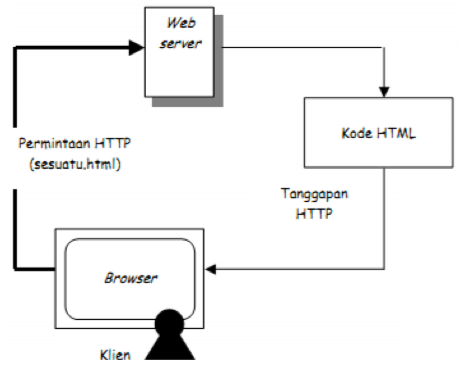 Web
server
Permintaan HTTP
(sesuatu.html)
Kode HTML
Tanggapan
HTTP
Browser
Klien